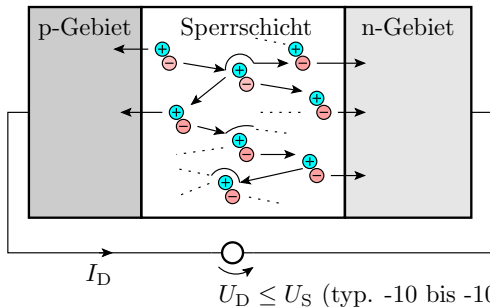 p-Gebiet Sperrschicht n-Gebiet
I_D
U_D ≤ U_S (typ. -10 bis -10